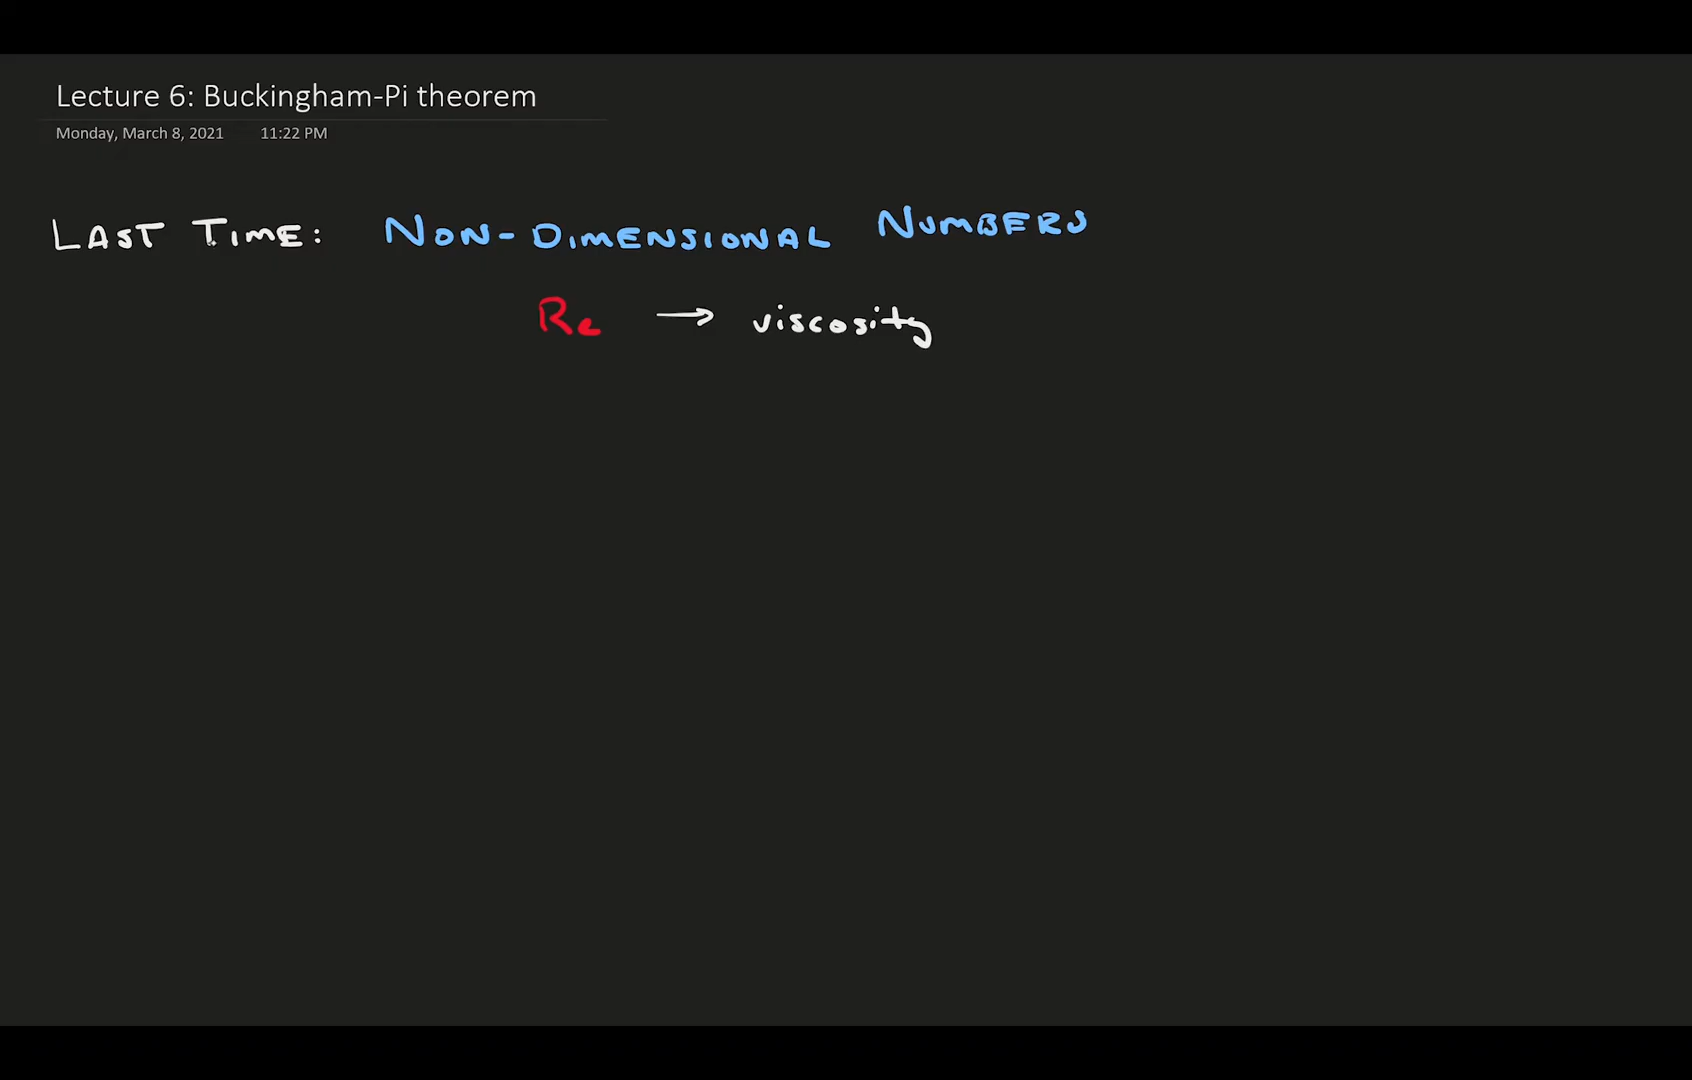 Lecture 6: Buckingham-Pi theorem
Monday, March 8, 2021 11:22 PM
LAST TIME: NON-DIMENSIONAL NUMBERS
Re → viscosity